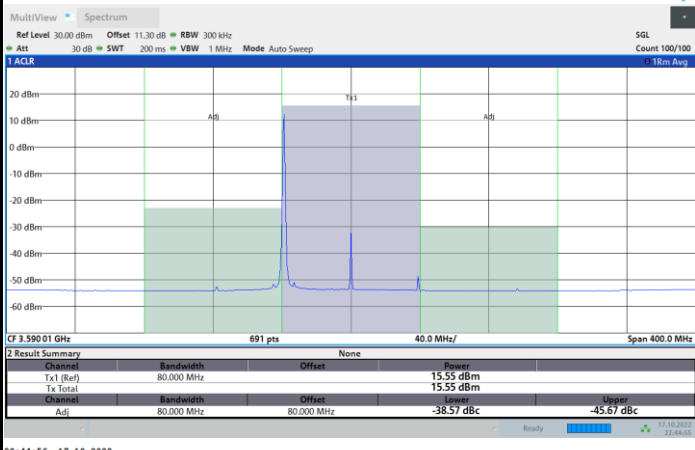 MultiView Spectrum
Ref Level 30.00 dBm Offset 11.30 dB RBW 300 kHz SGL
Att 30 dB SWT 200 ms VBW 1 MHz Mode Auto Sweep Count 100/100
1 ACLR 1Rm Avg
20 dBm
Tx1
10 dBm Adj Adj
0 dBm
-10 dBm
-20 dBm
-30 dBm
-40 dBm
-50 dBm
-60 dBm
CF 3.590 01 GHz 691 pts 40.0 MHz/ Span 400.0 MHz
2 Result Summary None
Channel Bandwidth Offset Power
Tx1 (Ref) 80.000 MHz 15.55 dBm
Tx Total 15.55 dBm
Channel Bandwidth Offset Lower Upper
Adj 80.000 MHz 80.000 MHz -38.57 dBc -45.67 dBc
Ready 17.10.2022
22:44:55